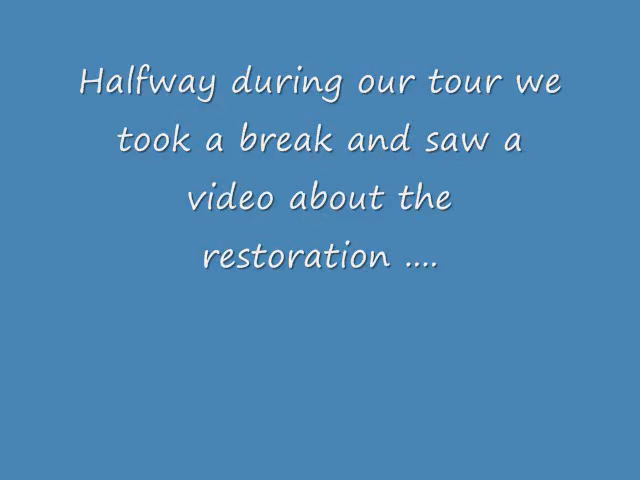 Halfway during our tour we
took a break and saw a
video about the
restoration ....